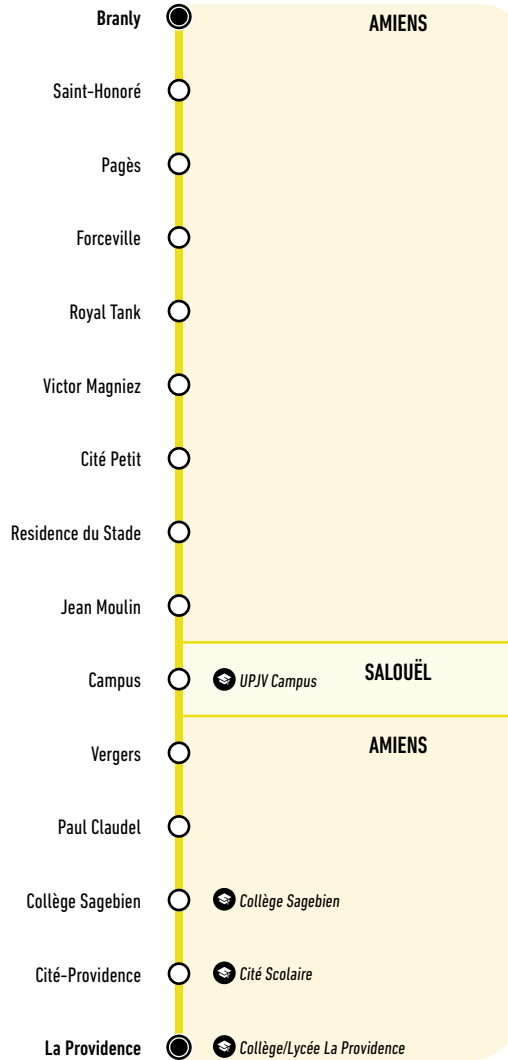 Branly
AMIENS
Saint-Honoré
Pagès
Forceville
Royal Tank
Victor Magniez
Cité Petit
Residence du Stade
Jean Moulin
Campus
UPJV Campus
SALOUËL
Vergers
AMIENS
Paul Claudel
Collège Sagebien
Collège Sagebien
Cité-Providence
Cité Scolaire
La Providence
Collège/Lycée La Providence